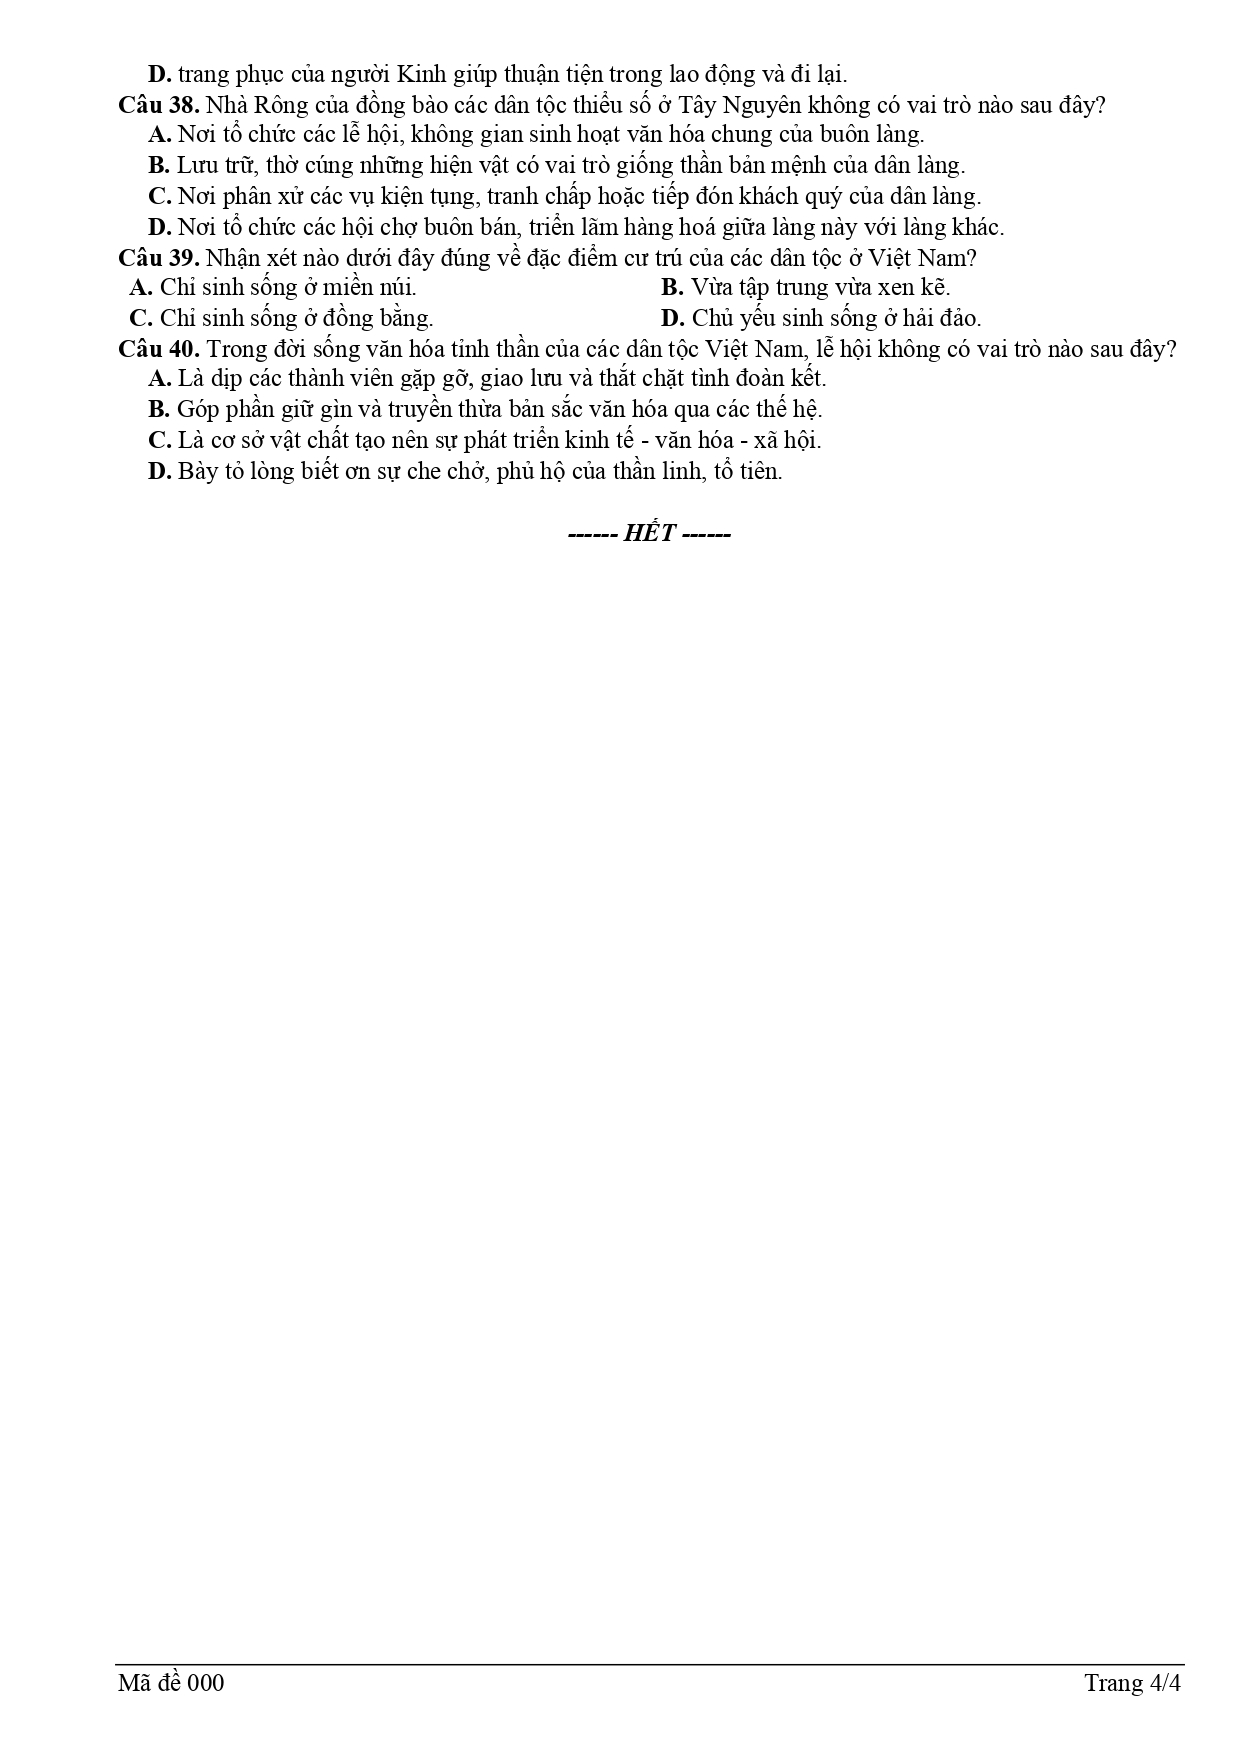 D. trang phục của người Kinh giúp thuận tiện trong lao động và đi lại.
Câu 38. Nhà Rông của đồng bào các dân tộc thiểu số ở Tây Nguyên không có vai trò nào sau đây?
A. Nơi tổ chức các lễ hội, không gian sinh hoạt văn hóa chung của buôn làng.
B. Lưu trữ, thờ cúng những hiện vật có vai trò giống thần bản mệnh của dân làng.
C. Nơi phân xử các vụ kiện tụng, tranh chấp hoặc tiếp đón khách quý của dân làng.
D. Nơi tổ chức các hội chợ buôn bán, triển lãm hàng hoá giữa làng này với làng khác.
Câu 39. Nhận xét nào dưới đây đúng về đặc điểm cư trú của các dân tộc ở Việt Nam?
A. Chỉ sinh sống ở miền núi. B. Vừa tập trung vừa xen kẽ.
C. Chỉ sinh sống ở đồng bằng. D. Chủ yếu sinh sống ở hải đảo.
Câu 40. Trong đời sống văn hóa tinh thần của các dân tộc Việt Nam, lễ hội không có vai trò nào sau đây?
A. Là dịp các thành viên gặp gỡ, giao lưu và thắt chặt tình đoàn kết.
B. Góp phần giữ gìn và truyền thừa bản sắc văn hóa qua các thế hệ.
C. Là cơ sở vật chất tạo nên sự phát triển kinh tế - văn hóa - xã hội.
D. Bày tỏ lòng biết ơn sự che chở, phù hộ của thần linh, tổ tiên.
------ HẾT ------
Mã đề 000 Trang 4/4